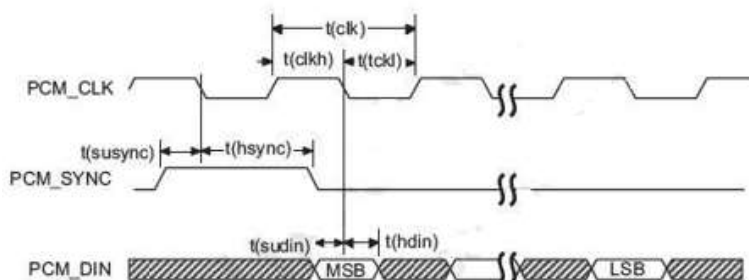 t(clk)
t(clkh) t(tckl)
PCM_CLK
t(susync) t(hsync)
PCM_SYNC
t(sudin) t(hdin)
PCM_DIN MSB LSB